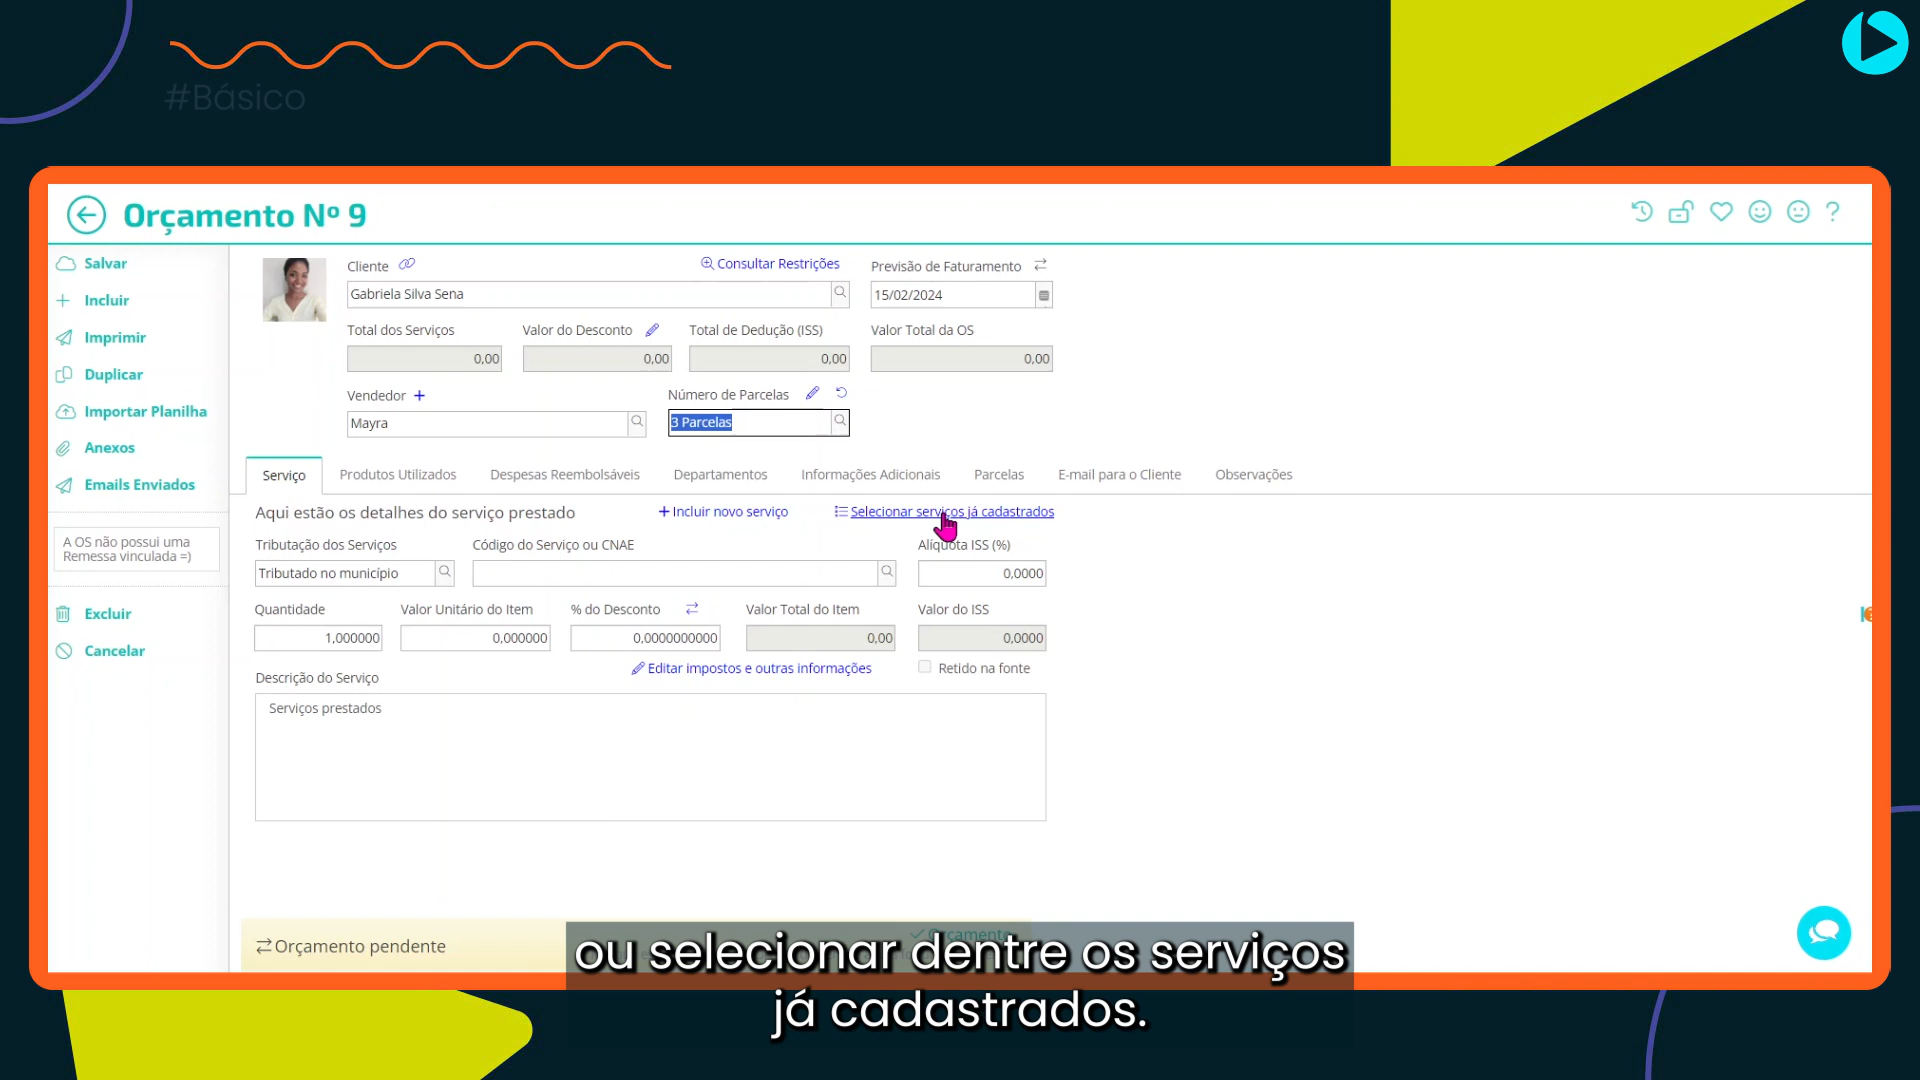 #Básico
Orçamento Nº 9
Salvar
Incluir
Imprimir
Duplicar
Importar Planilha
Anexos
Emails Enviados
A OS não possui uma
Remessa vinculada =)
Excluir
Cancelar
Cliente
Consultar Restrições
Previsão de Faturamento
Gabriela Silva Sena
15/02/2024
Total dos Serviços
Valor do Desconto
Total de Dedução (ISS)
Valor Total da OS
0,00
0,00
0,00
0,00
Vendedor
Número de Parcelas
Mayra
3 Parcelas
Serviço
Produtos Utilizados
Despesas Reembolsáveis
Departamentos
Informações Adicionais
Parcelas
E-mail para o Cliente
Observações
Aqui estão os detalhes do serviço prestado
Incluir novo serviço
Selecionar serviços já cadastrados
Tributação dos Serviços
Código do Serviço ou CNAE
Alíquota ISS (%)
Tributado no município
0,0000
Quantidade
Valor Unitário do Item
% do Desconto
Valor Total do Item
Valor do ISS
1,000000
0,000000
0,0000000000
0,00
0,0000
Editar impostos e outras informações
Retido na fonte
Descrição do Serviço
Serviços prestados
Orçamento pendente
Orçamento
ou selecionar dentre os serviços
já cadastrados.